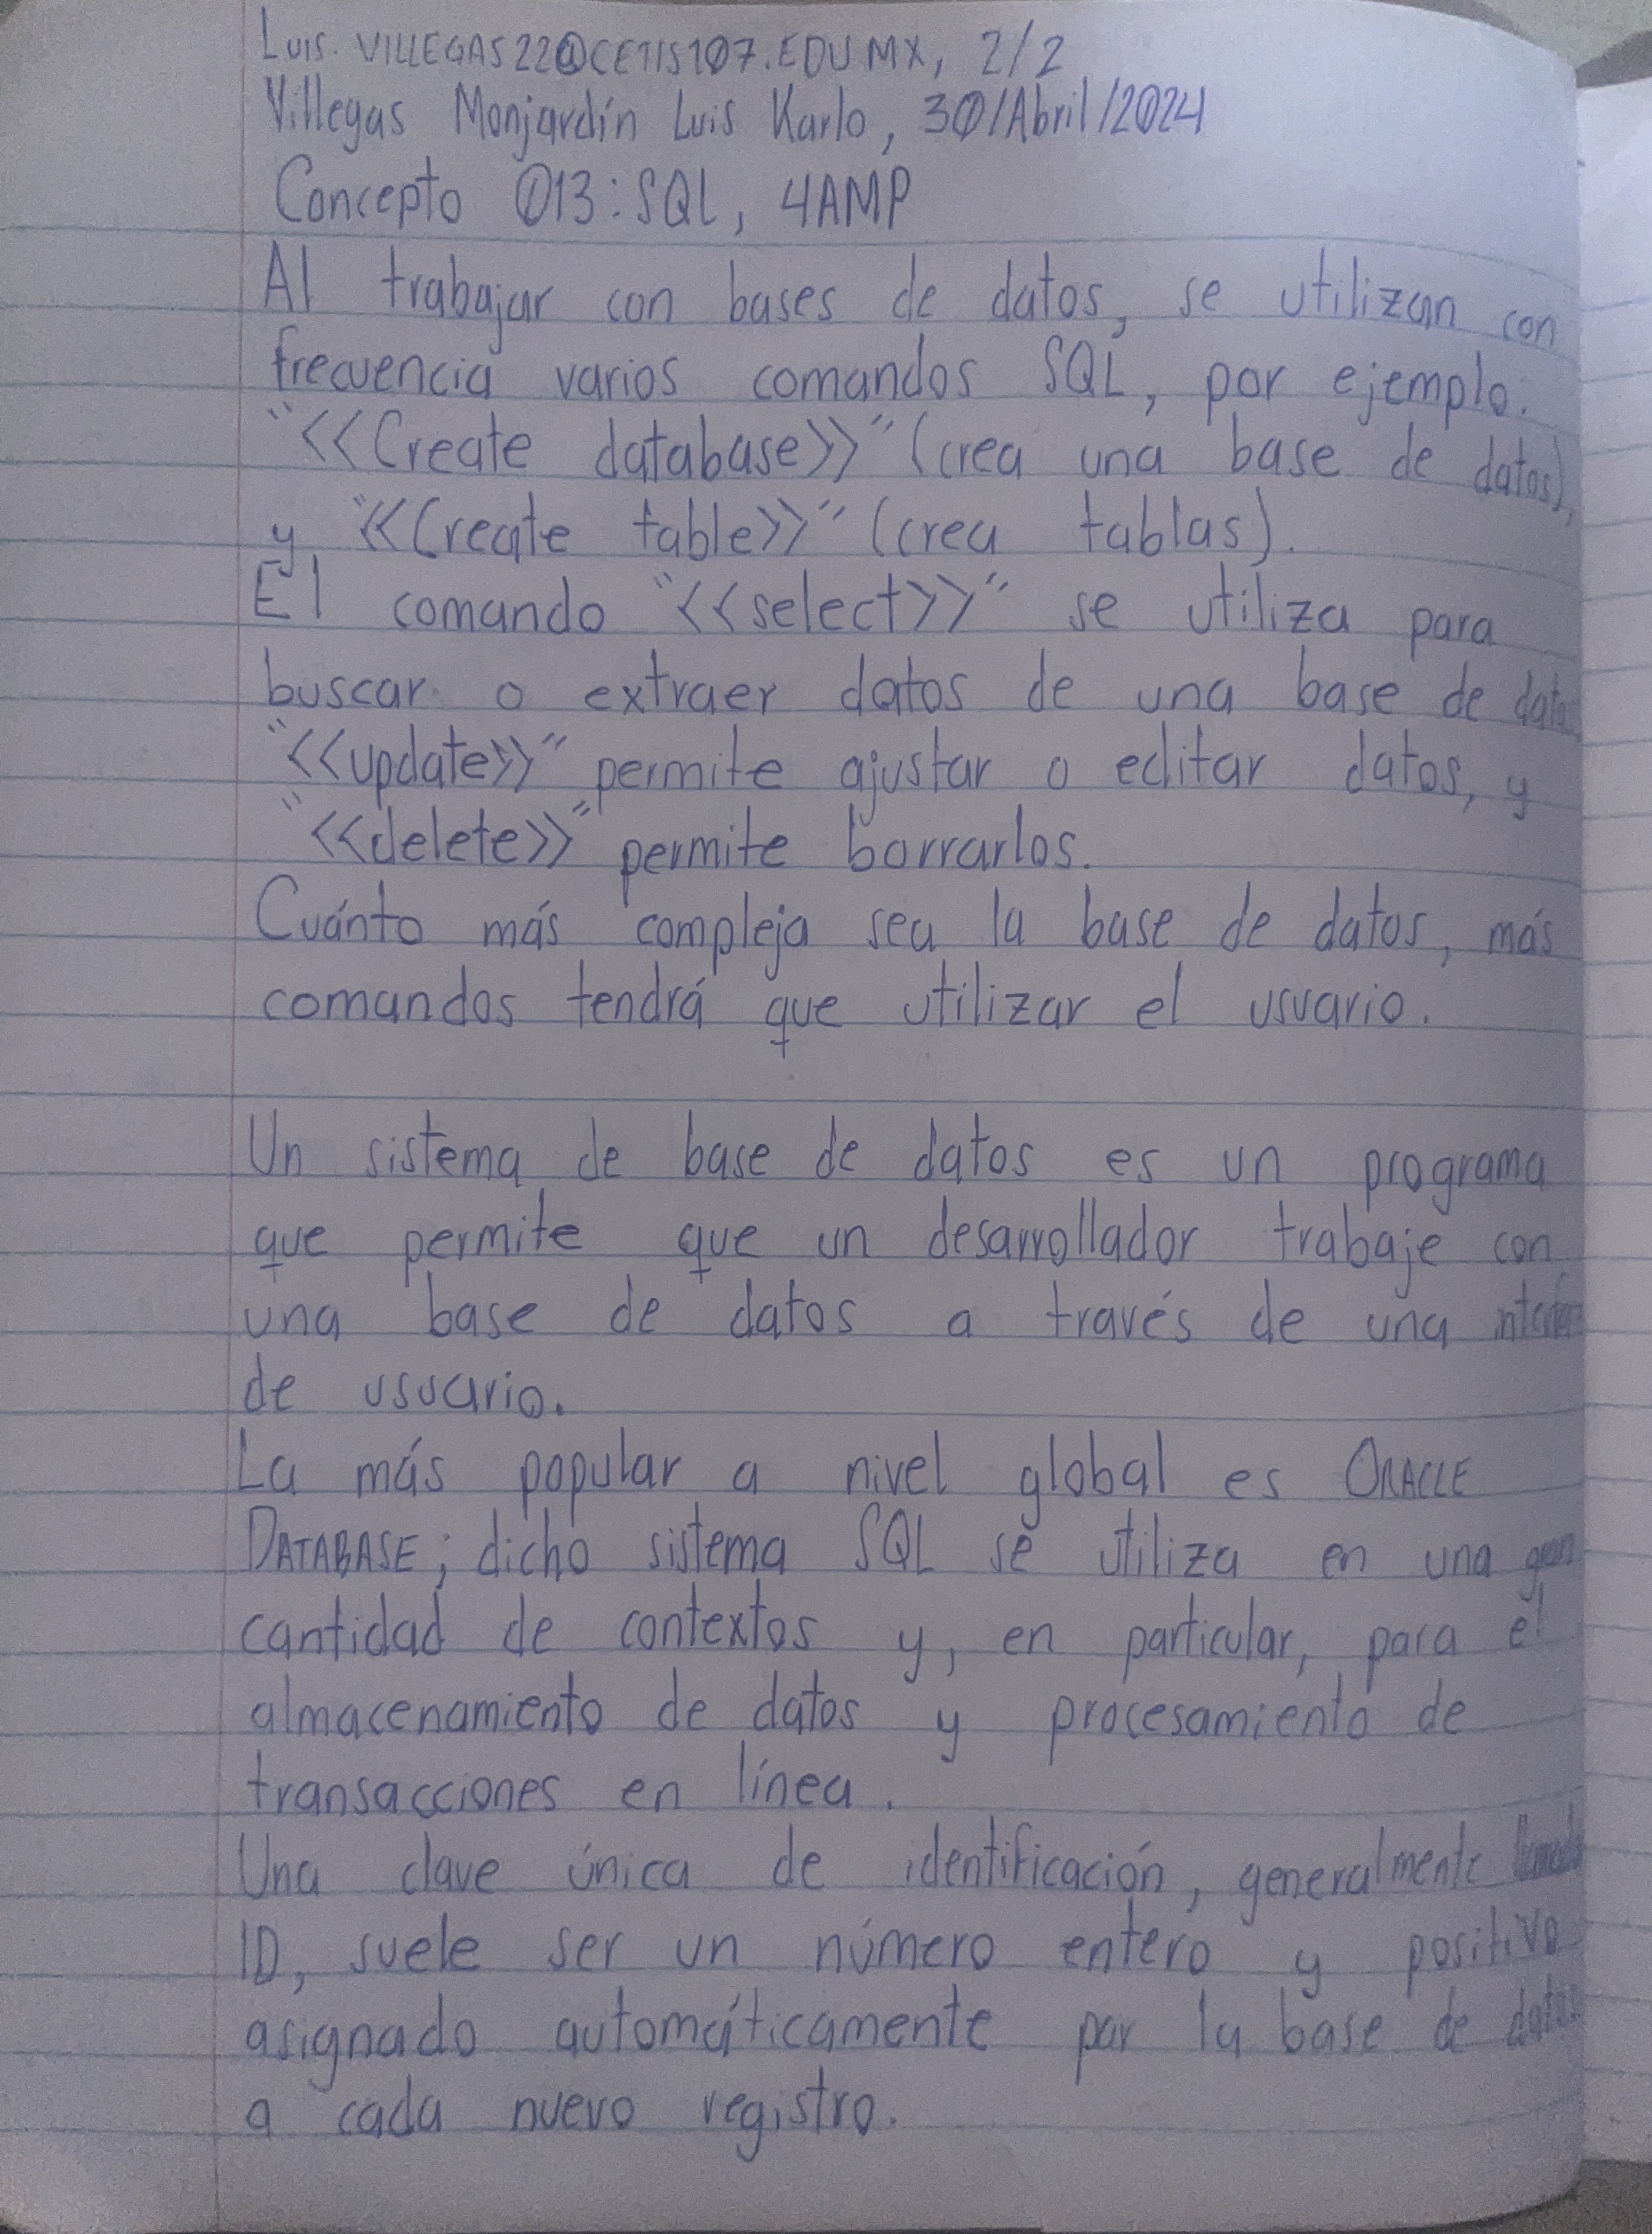 LUIS.VILLEGAS22@CETIS107.EDU.MX, 2/2
Villegas Monjardín Luis Karlo, 30/Abril/2024
Concepto 013: SQL, 4AMP
Al trabajar con bases de datos, se utilizan con
frecuencia varios comandos SQL, por ejemplo:
"<<Create database>>" (crea una base de datos),
y "<<Create table>>" (crea tablas).
El comando "<<select>>" se utiliza para
buscar o extraer datos de una base de datos
"<<update>>" permite ajustar o editar datos, y
"<<delete>>" permite borrarlos.
Cuánto más compleja sea la base de datos, más
comandos tendrá que utilizar el usuario.
Un sistema de base de datos es un programa
que permite que un desarrollador trabaje con
una base de datos a través de una interfaz
de usuario.
La más popular a nivel global es ORACLE
DATABASE; dicho sistema SQL se utiliza en una gran
cantidad de contextos y, en particular, para el
almacenamiento de datos y procesamiento de
transacciones en línea.
Una clave única de identificación, generalmente
ID, suele ser un número entero y positivo
asignado automáticamente por la base de datos
a cada nuevo registro.